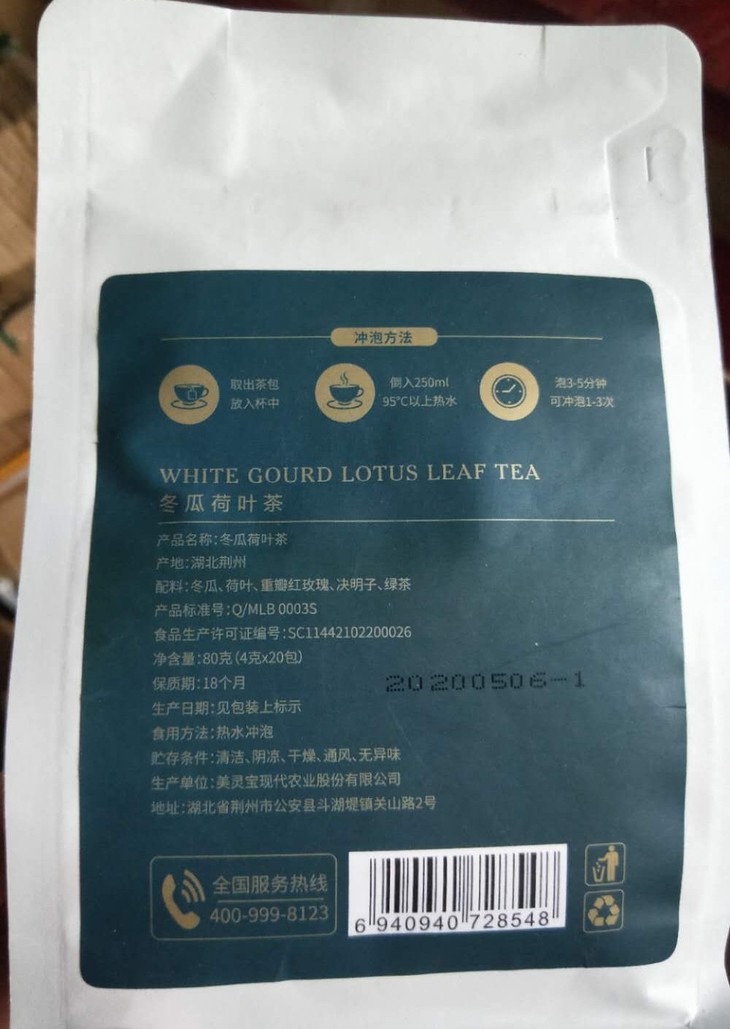 冲泡方法
取出茶包
放入杯中
倒入250ml
95°C以上热水
泡3-5分钟
可冲泡1-3次
WHITE GOURD LOTUS LEAF TEA
冬瓜荷叶茶
产品名称:冬瓜荷叶茶
产地:湖北荆州
配料:冬瓜、荷叶、重瓣红玫瑰、决明子、绿茶
产品标准号:Q/MLB 0003S
食品生产许可证编号:SC11442102200026
净含量:80克(4克x20包)
保质期:18个月
20200506-1
生产日期:见包装上标示
食用方法:热水冲泡
贮存条件:清洁、阴凉、干燥、通风、无异味
生产单位:美灵宝现代农业股份有限公司
地址:湖北省荆州市公安县斗湖堤镇关山路2号
全国服务热线
400-999-8123
6 940940 728548